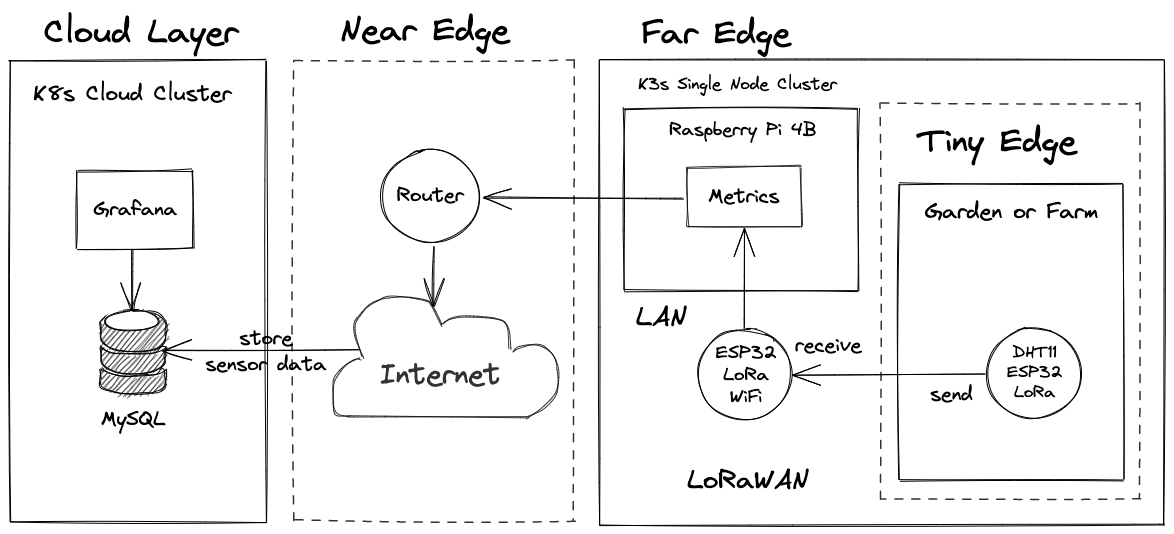 Cloud Layer
Near Edge
Far Edge
K8s Cloud Cluster
Grafana
store
sensor data
MySQL
Router
Internet
K3s Single Node Cluster
Raspberry Pi 4B
Metrics
LAN
ESP32
LoRa
WiFi
receive
send
LoRaWAN
Tiny Edge
Garden or Farm
DHT11
ESP32
LoRa